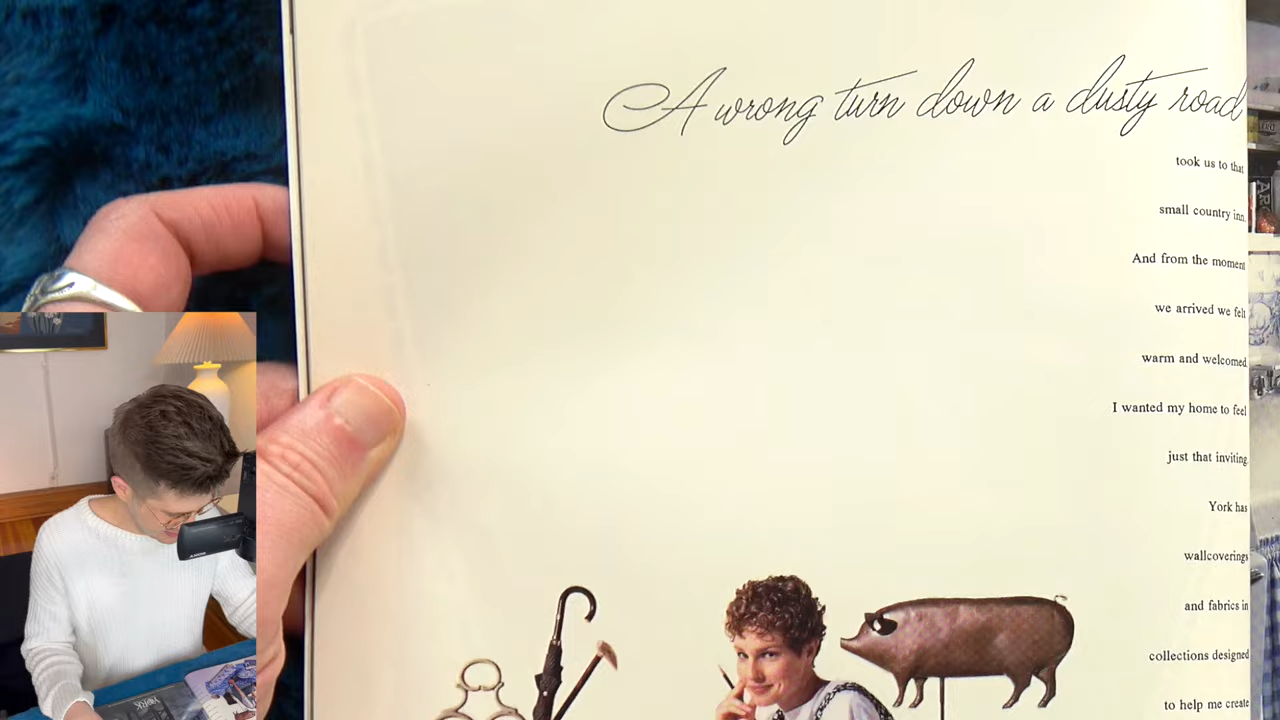 A wrong turn down a dusty road
took us to that
small country inn.
And from the moment
we arrived we felt
warm and welcomed
I wanted my home to feel
just that inviting
York has
wallcoverings
and fabrics in
collections designed
to help me create
SONY
YORK